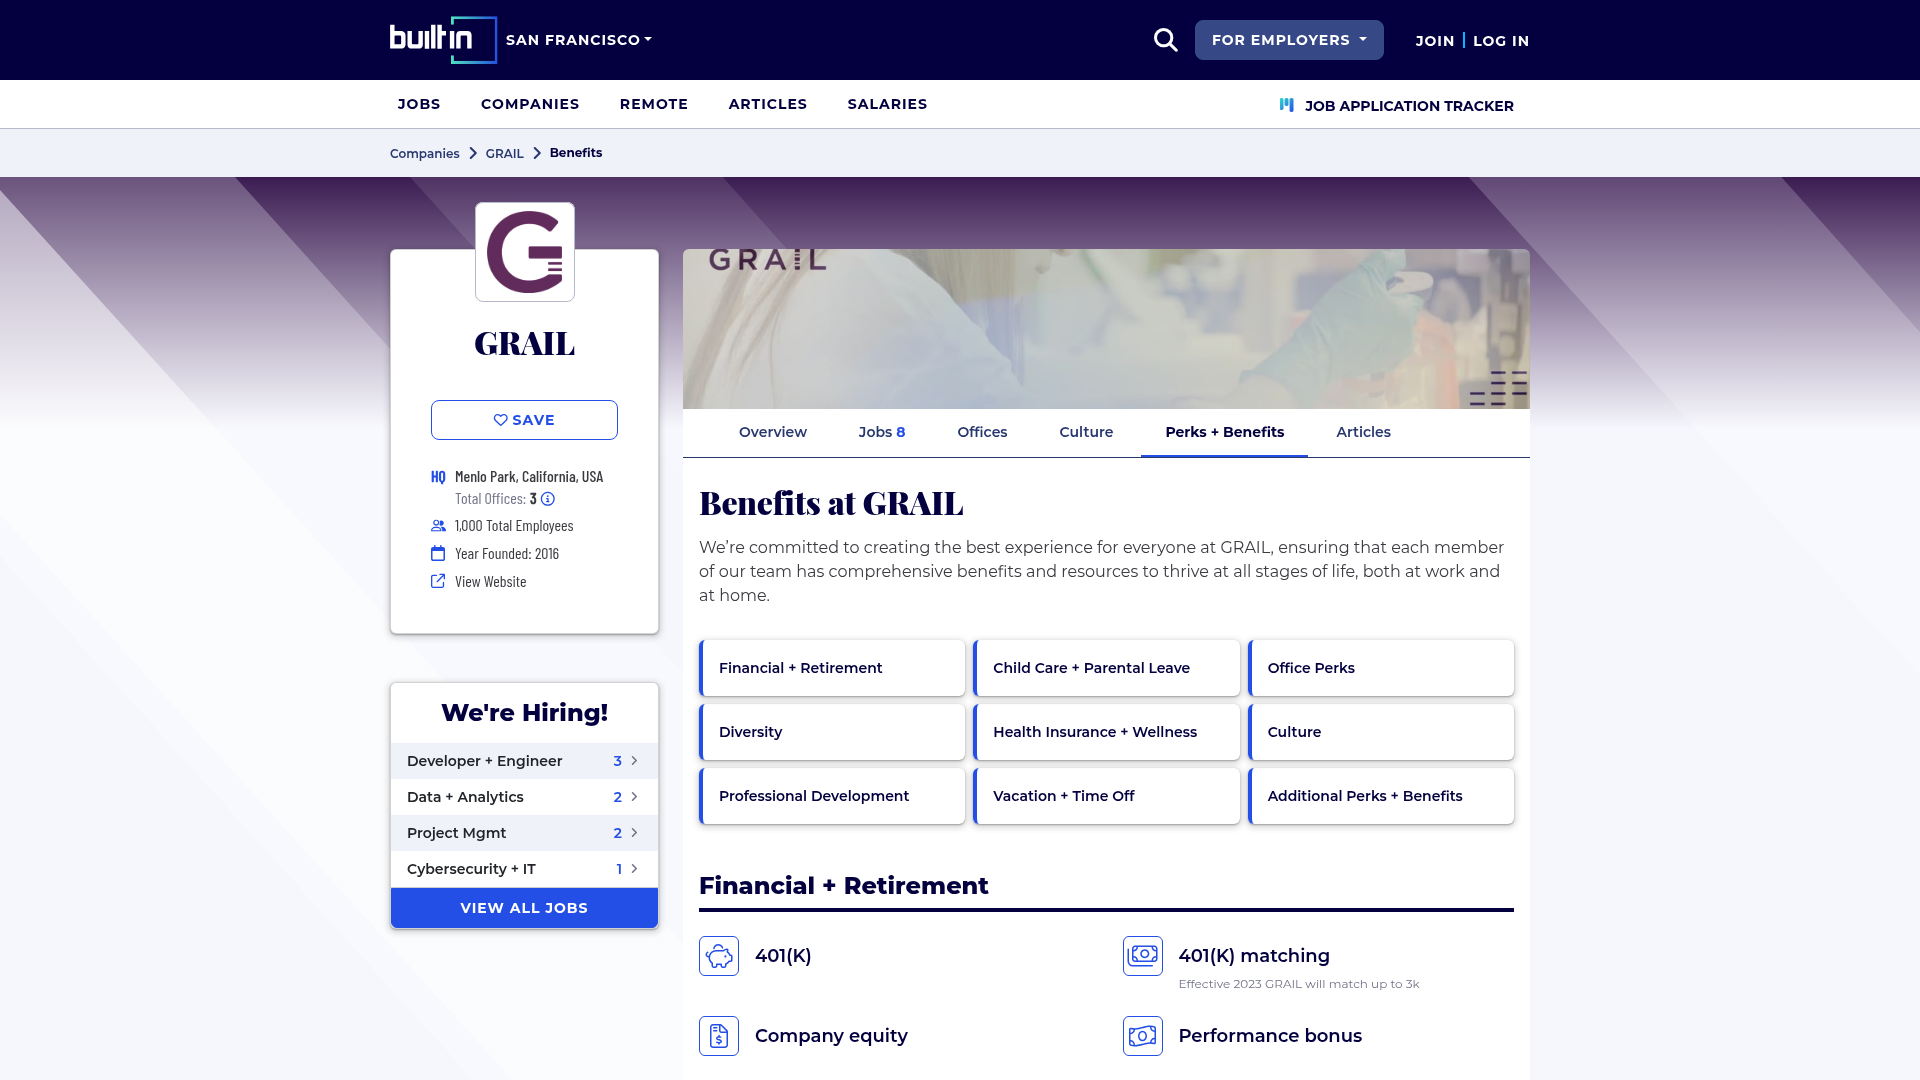 builtin
SAN FRANCISCO
FOR EMPLOYERS
JOIN
LOG IN
JOBS
COMPANIES
REMOTE
ARTICLES
SALARIES
JOB APPLICATION TRACKER
Companies
GRAIL
Benefits
G
GRAIL
SAVE
HQ Menlo Park, California, USA
Total Offices: 3
1,000 Total Employees
Year Founded: 2016
View Website
We're Hiring!
Developer + Engineer 3
Data + Analytics 2
Project Mgmt 2
Cybersecurity + IT 1
VIEW ALL JOBS
GRAIL
Overview
Jobs 8
Offices
Culture
Perks + Benefits
Articles
Benefits at GRAIL
We’re committed to creating the best experience for everyone at GRAIL, ensuring that each member
of our team has comprehensive benefits and resources to thrive at all stages of life, both at work and
at home.
Financial + Retirement
Child Care + Parental Leave
Office Perks
Diversity
Health Insurance + Wellness
Culture
Professional Development
Vacation + Time Off
Additional Perks + Benefits
Financial + Retirement
401(K)
401(K) matching
Effective 2023 GRAIL will match up to 3k
Company equity
Performance bonus